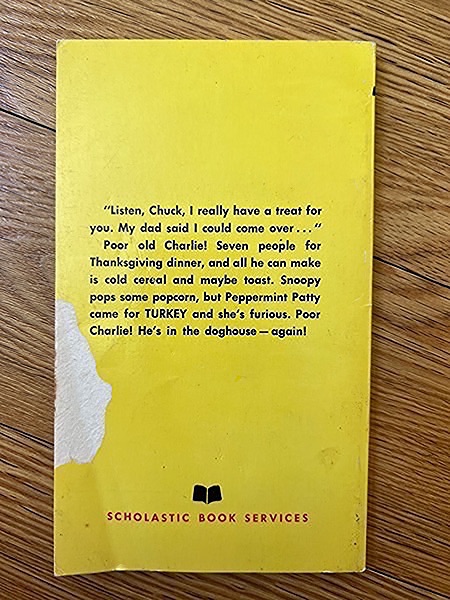 "Listen, Chuck, I really have a treat for
you. My dad said I could come over..."
Poor old Charlie! Seven people for
Thanksgiving dinner, and all he can make
is cold cereal and maybe toast. Snoopy
pops some popcorn, but Peppermint Patty
came for TURKEY and she's furious. Poor
Charlie! He's in the doghouse — again!
SCHOLASTIC BOOK SERVICES